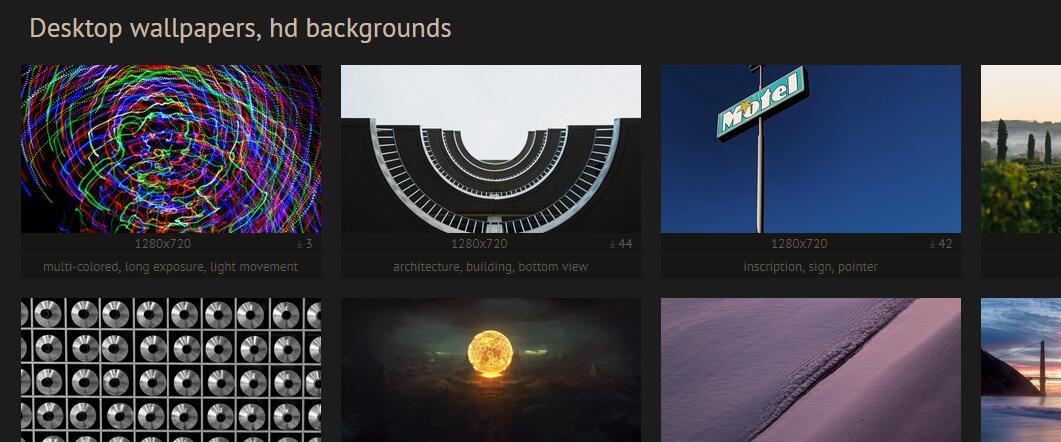 Desktop wallpapers, hd backgrounds
Motel
1280x720 3
1280x720 44
1280x720 42
multi-colored, long exposure, light movement
architecture, building, bottom view
inscription, sign, pointer